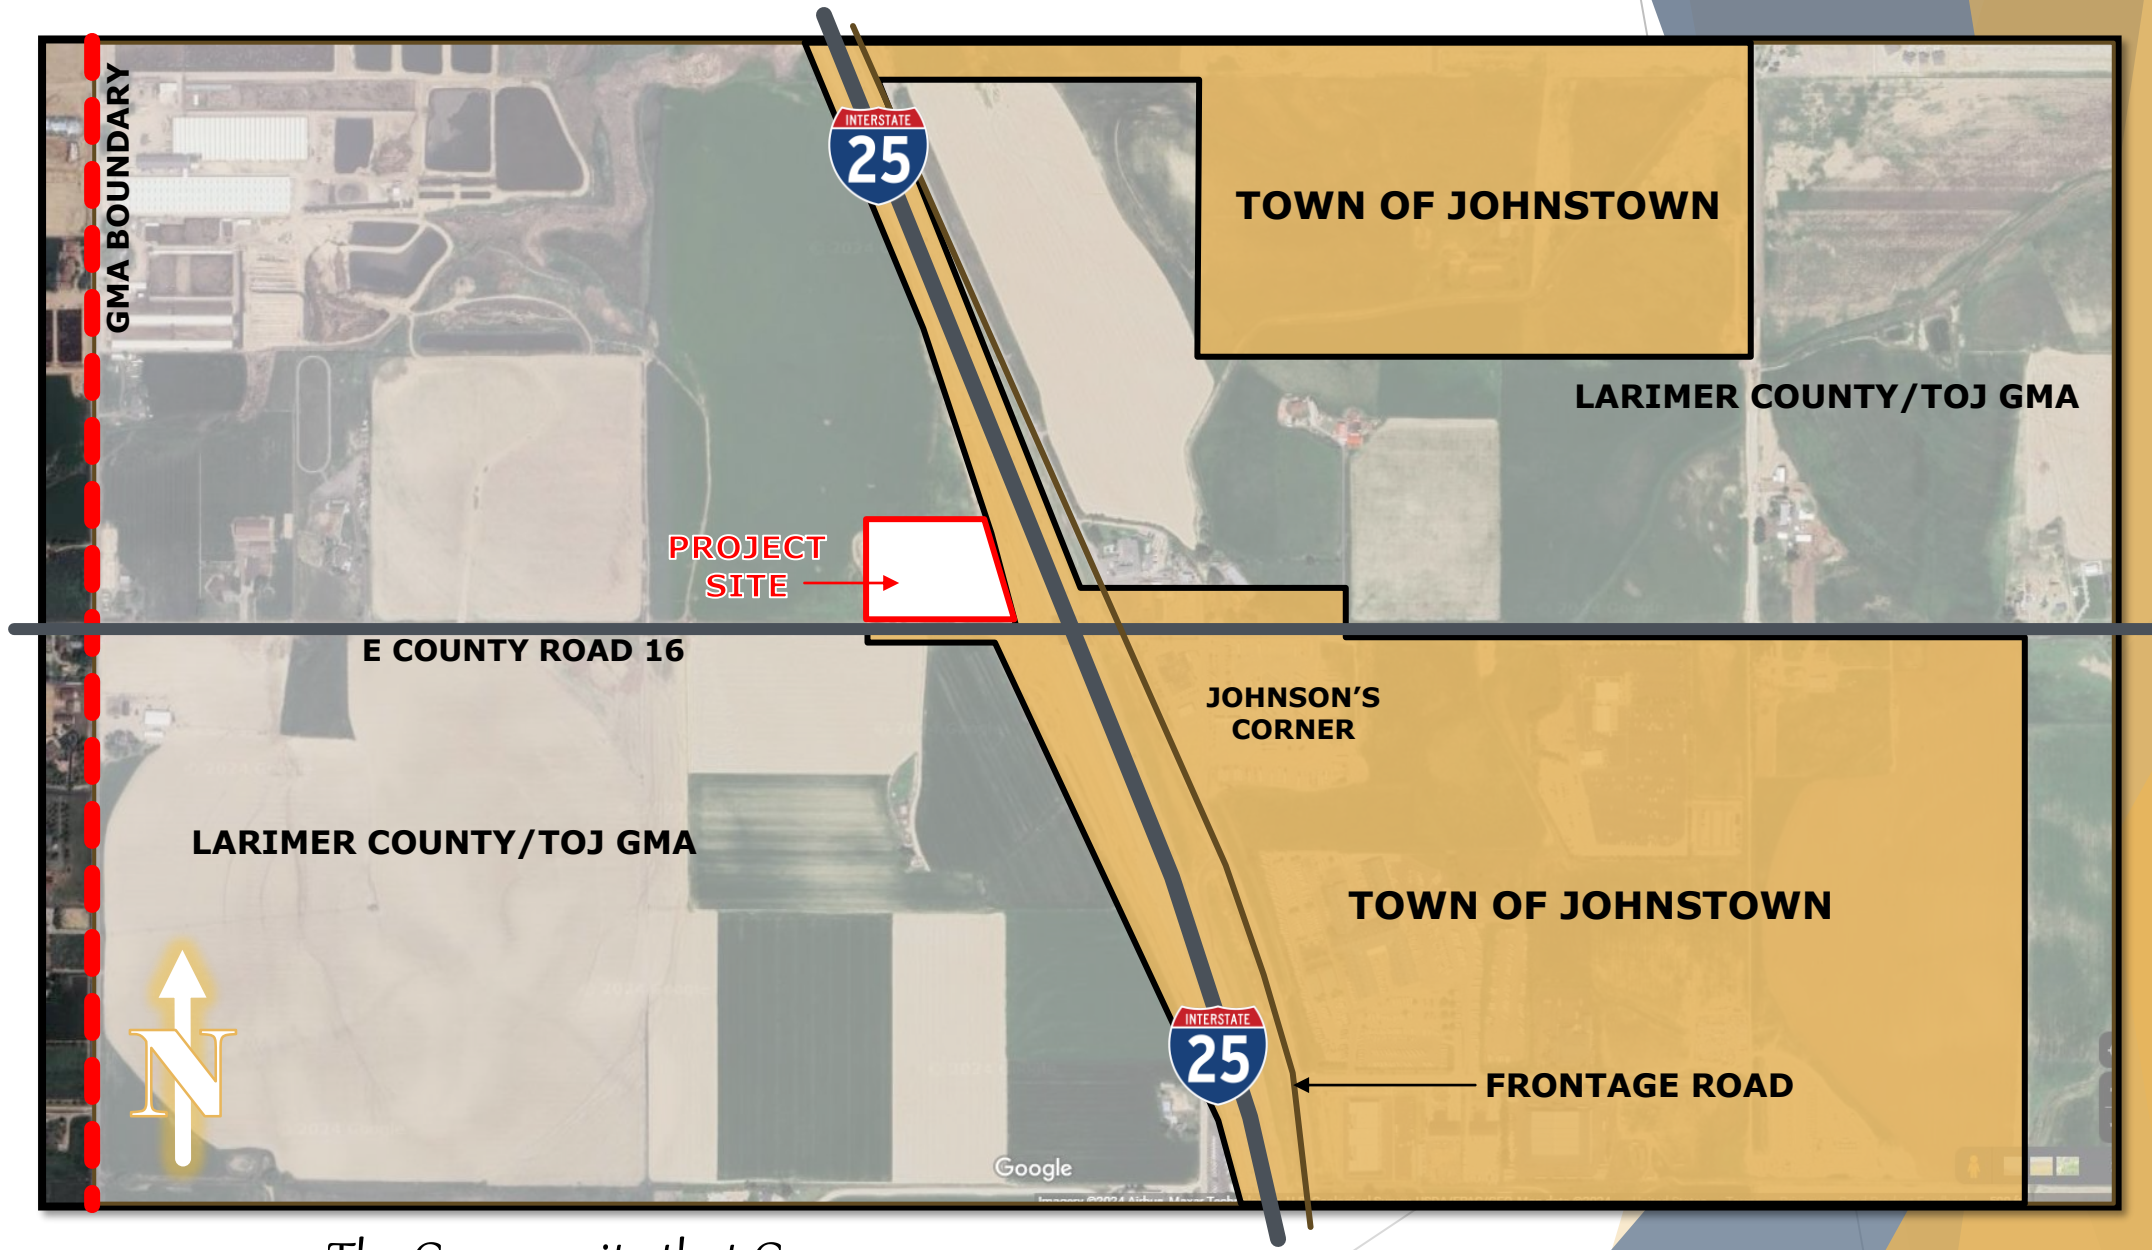 GMA BOUNDARY
INTERSTATE
25
TOWN OF JOHNSTOWN
LARIMER COUNTY/TOJ GMA
PROJECT
SITE
E COUNTY ROAD 16
JOHNSON’S
CORNER
LARIMER COUNTY/TOJ GMA
TOWN OF JOHNSTOWN
N
INTERSTATE
25
FRONTAGE ROAD
Google